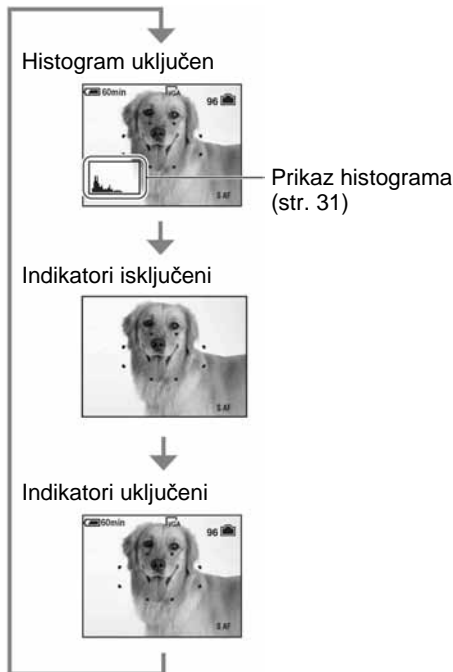 Histogram uključen
60min
VGA
96
S AF
Prikaz histograma
(str. 31)
Indikatori isključeni
S AF
Indikatori uključeni
60min
VGA
96
S AF